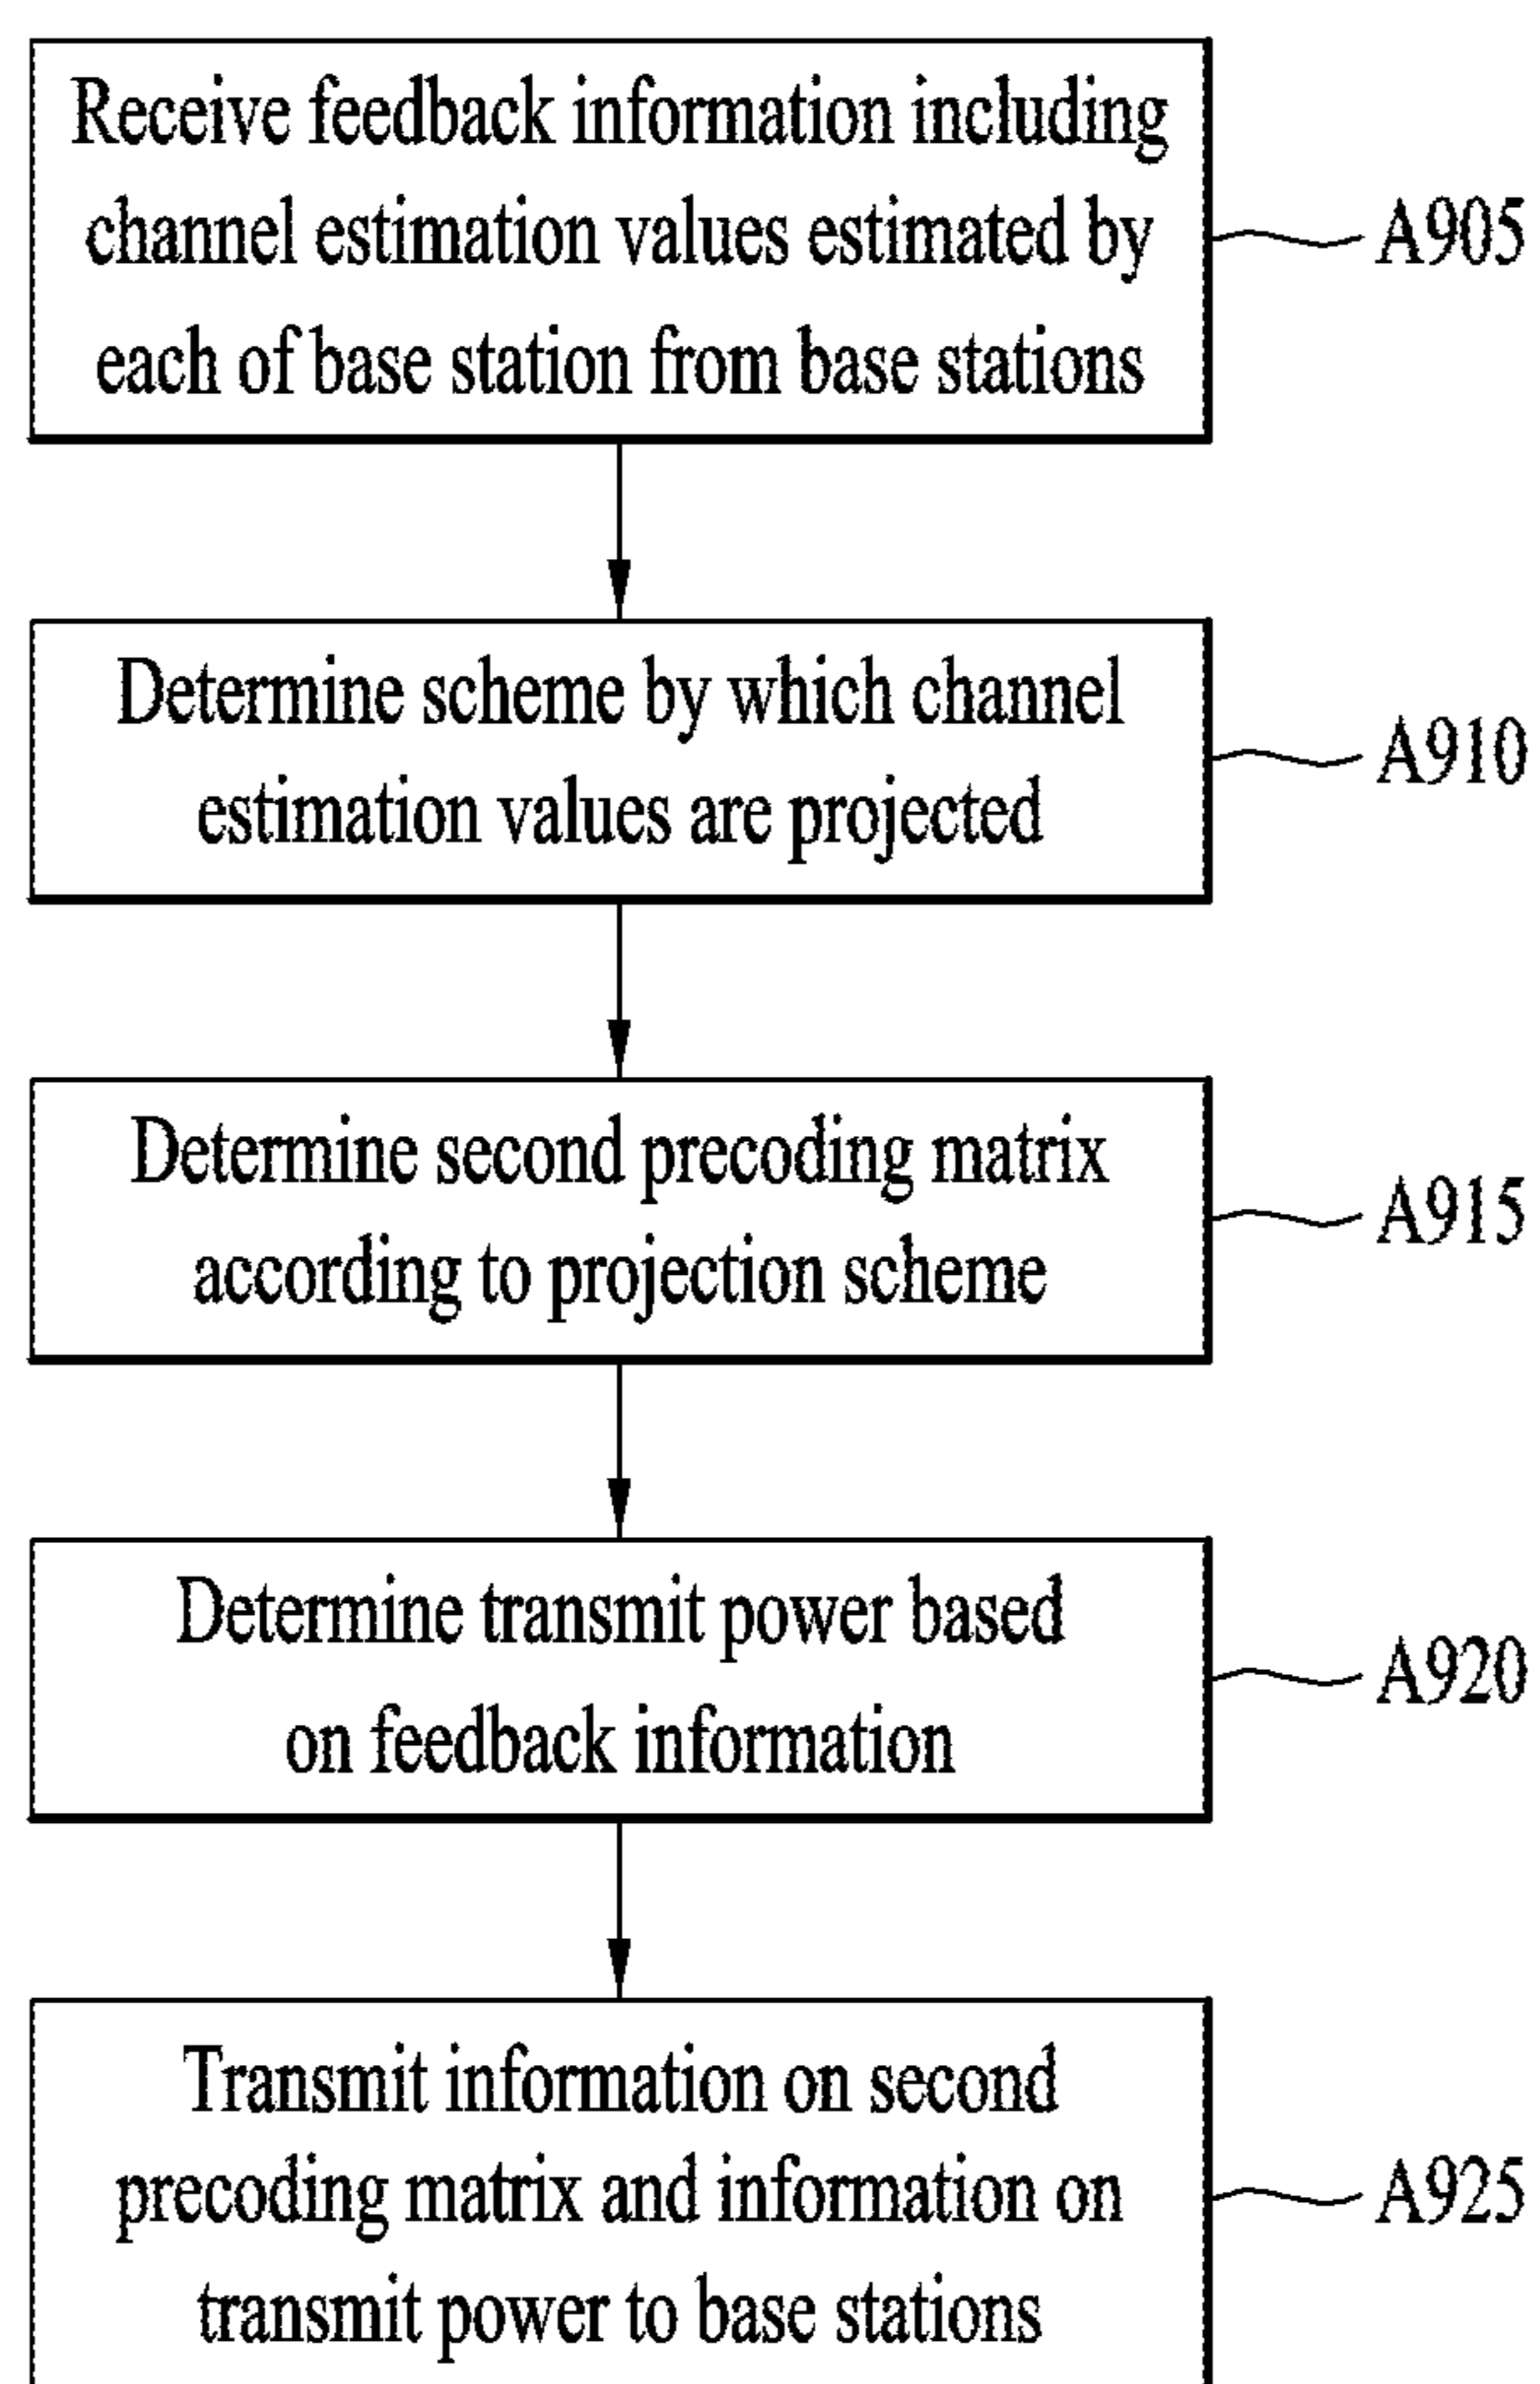 Receive feedback information including
channel estimation values estimated by
each of base station from base stations
A905
Determine scheme by which channel
estimation values are projected
A910
Determine second precoding matrix
according to projection scheme
A915
Determine transmit power based
on feedback information
A920
Transmit information on second
precoding matrix and information on
transmit power to base stations
A925